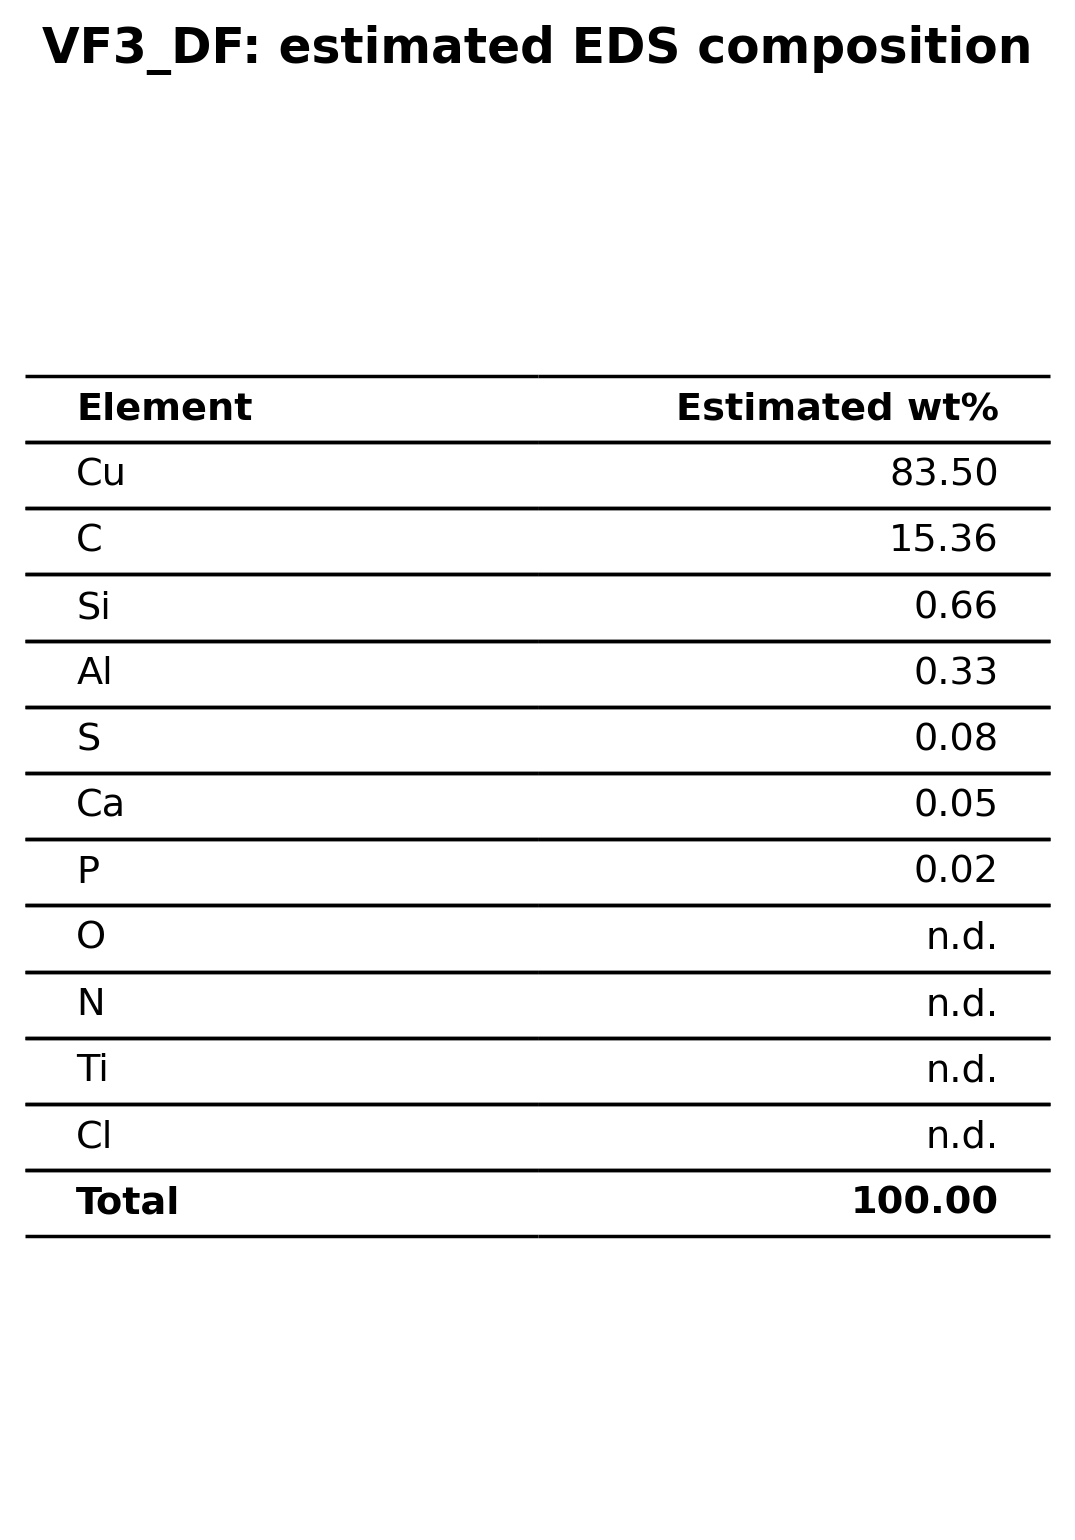 VF3_DF: estimated EDS composition
Element Estimated wt%
Cu 83.50
C 15.36
Si 0.66
Al 0.33
S 0.08
Ca 0.05
P 0.02
O n.d.
N n.d.
Ti n.d.
Cl n.d.
Total 100.00